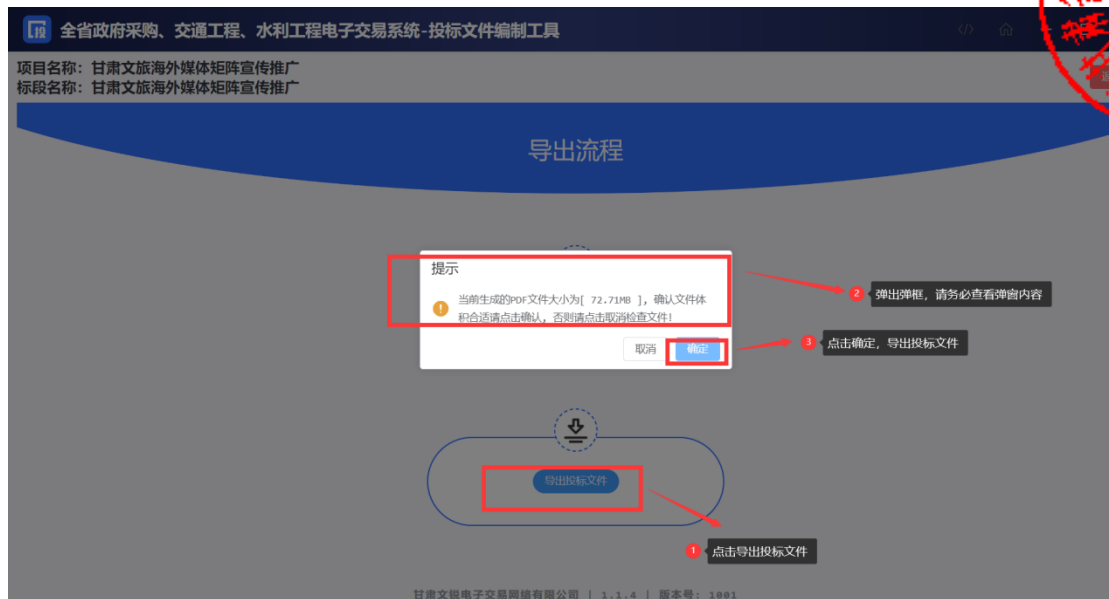 投 全省政府采购、交通工程、水利工程电子交易系统-投标文件编制工具
项目名称：甘肃文旅海外媒体矩阵宣传推广
标段名称：甘肃文旅海外媒体矩阵宣传推广
导出流程
提示
当前生成的PDF文件大小为[ 72.71MB ]，确认文件体
积合适请点击确认，否则请点击取消检查文件！
取消 确定
2 弹出弹框，请务必查看弹窗内容
3 点击确定，导出投标文件
导出投标文件
1 点击导出投标文件
甘肃文锐电子交易网络有限公司 | 1.1.4 | 版本号: 1001